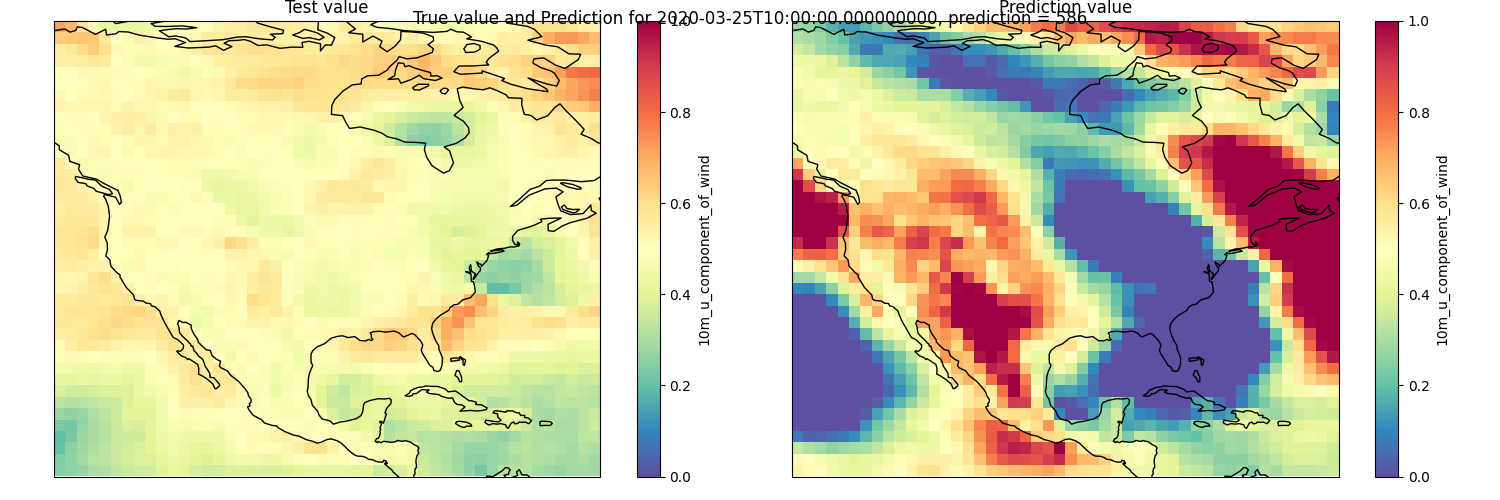 Test value
Prediction value
True value and Prediction for 2020-03-25T10:00:00.000000000, prediction = 586
1.0
0.8
0.6
0.4
0.2
0.0
10m_u_component_of_wind
1.0
0.8
0.6
0.4
0.2
0.0
10m_u_component_of_wind